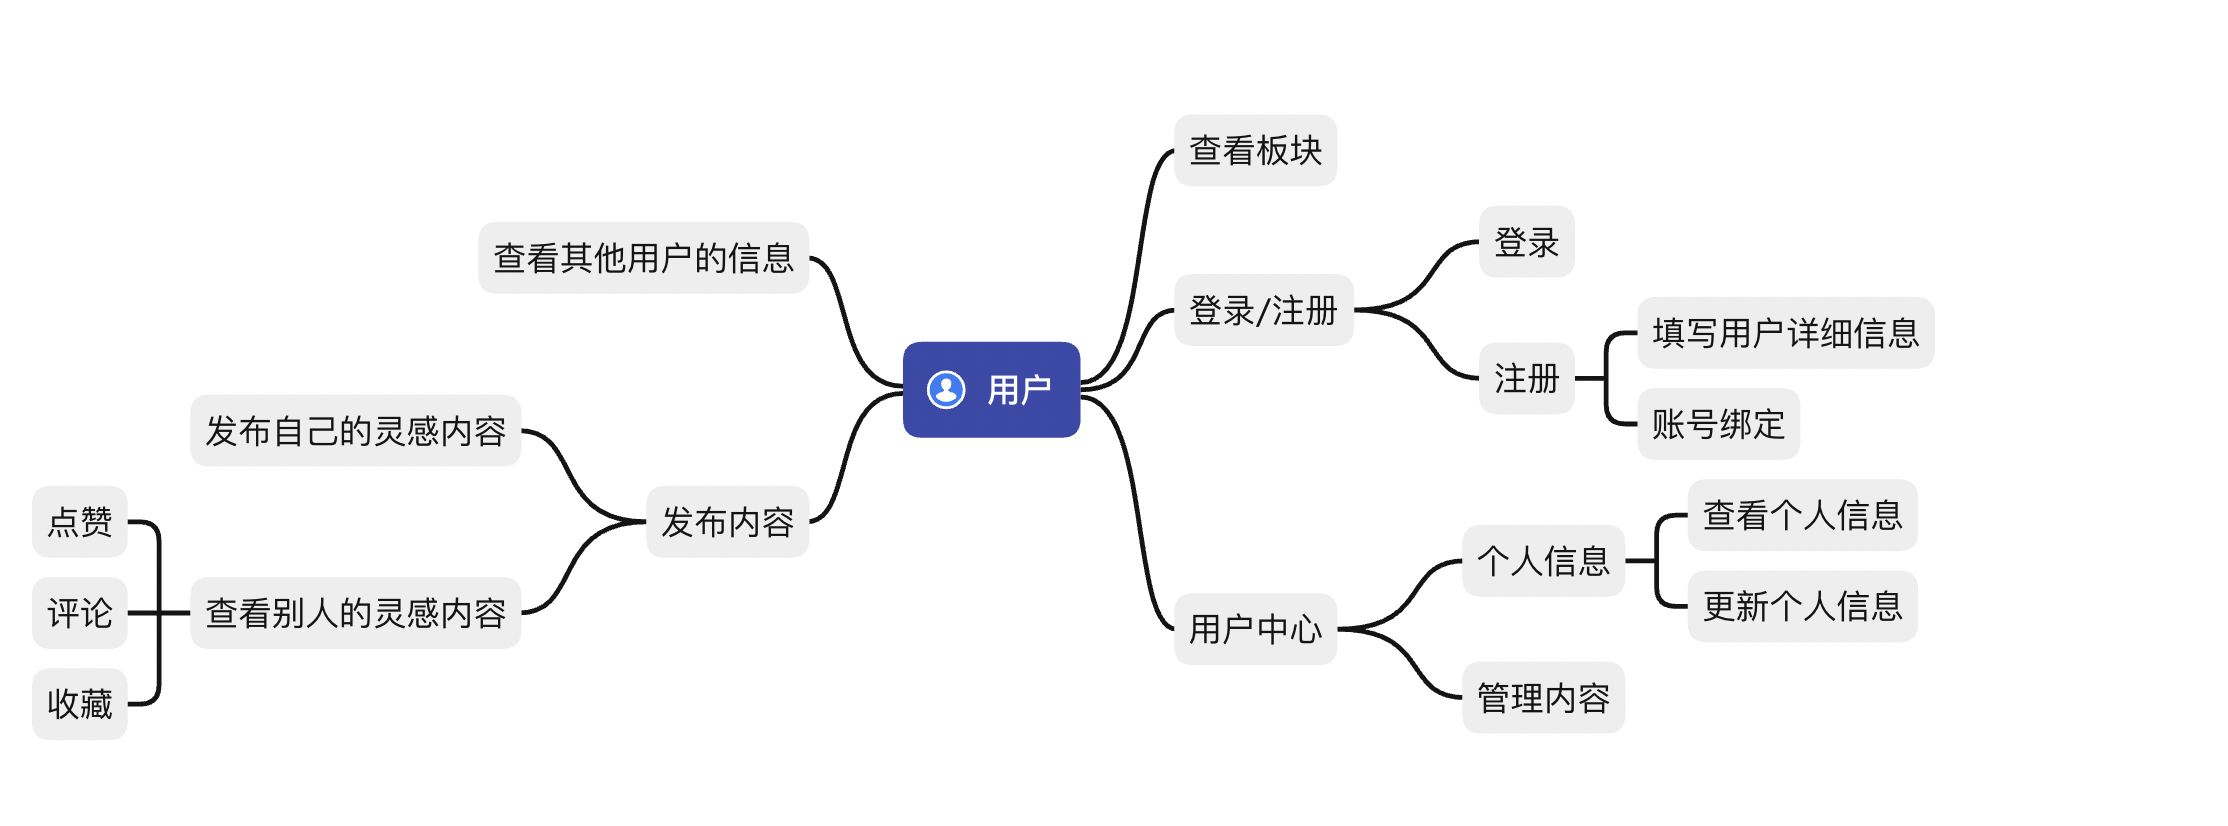 用户
查看板块
登录/注册
登录
注册
填写用户详细信息
账号绑定
用户中心
个人信息
查看个人信息
更新个人信息
管理内容
查看其他用户的信息
发布内容
发布自己的灵感内容
查看别人的灵感内容
点赞
评论
收藏